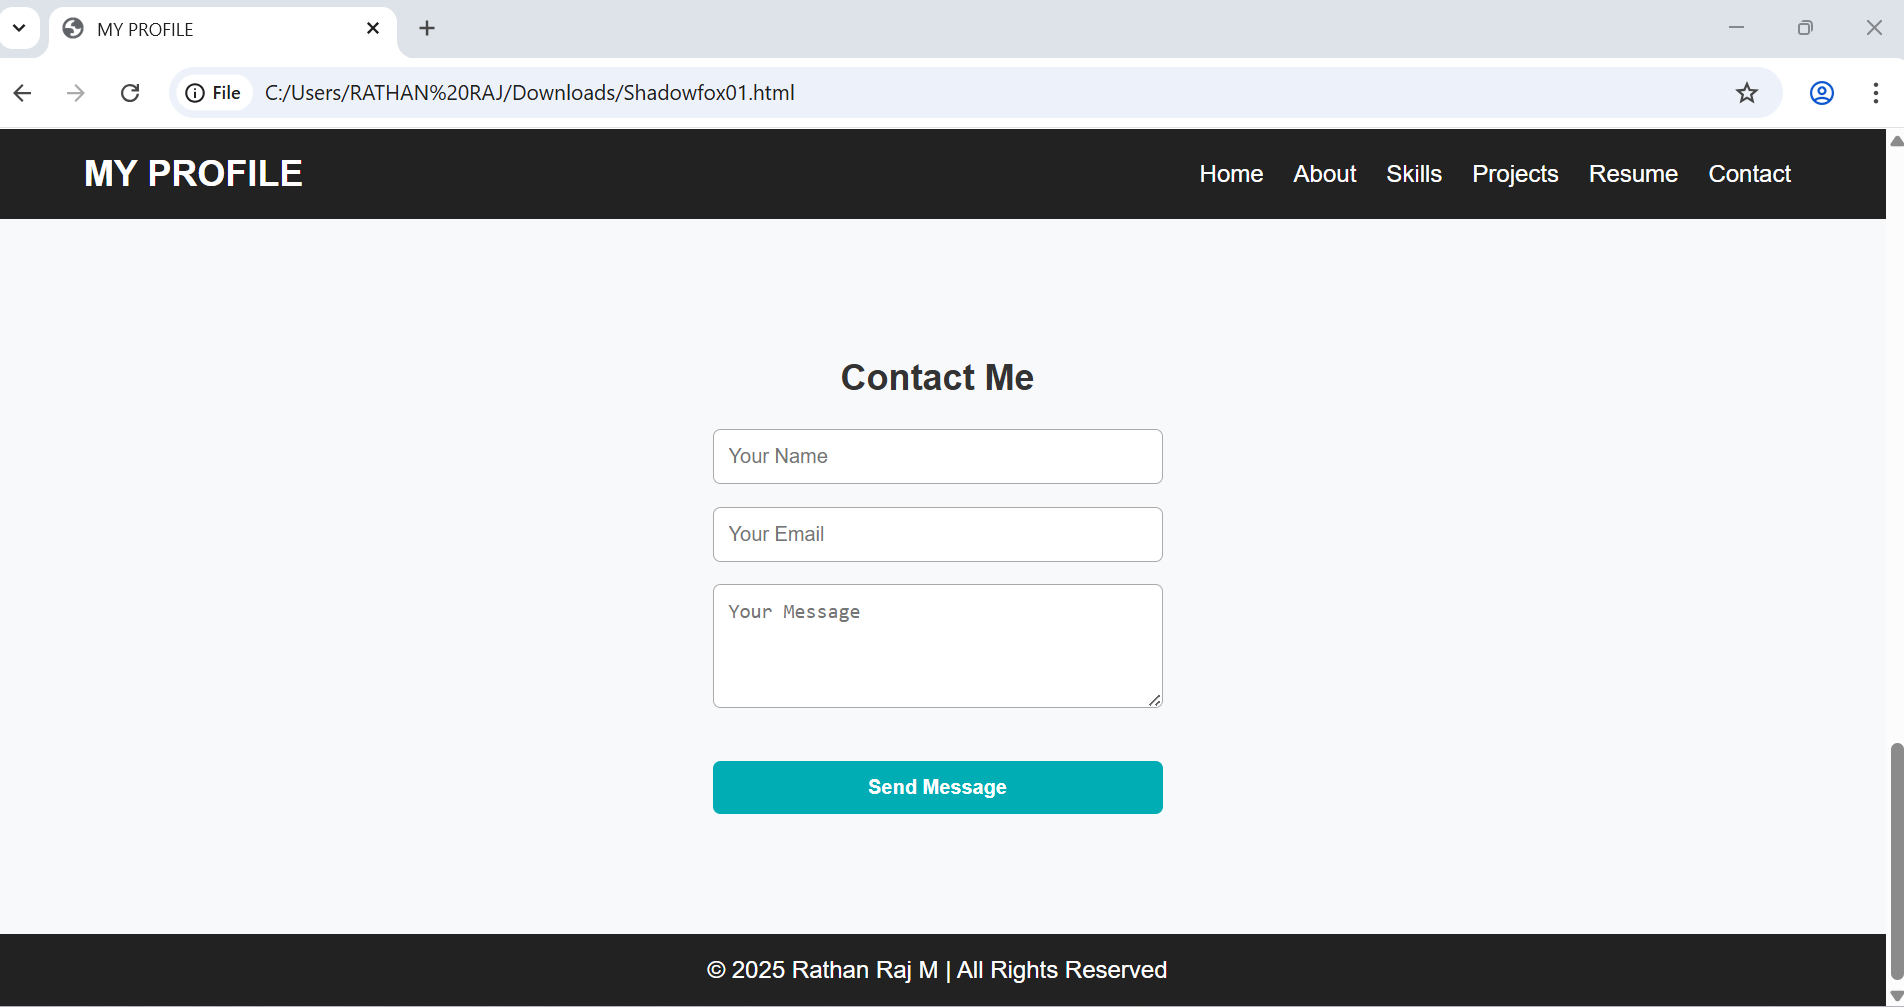 MY PROFILE
File C:/Users/RATHAN%20RAJ/Downloads/Shadowfox01.html
MY PROFILE Home About Skills Projects Resume Contact
Contact Me
Your Name
Your Email
Your Message
Send Message
© 2025 Rathan Raj M | All Rights Reserved